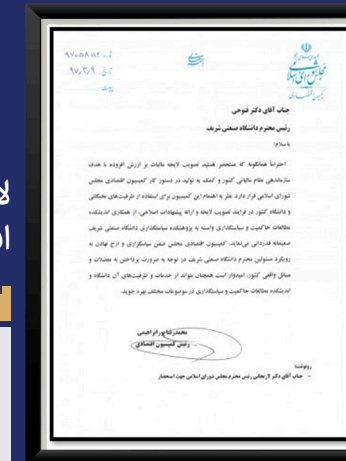 مجلس شورای اسلامی
کمیسیون اقتصادی
۹۷/۳/۹
جناب آقای دکتر فتوحی
رئیس محترم دانشگاه صنعتی شریف
با سلام؛
احتراماً همانگونه که مستحضر هستید تصویب لایحه مالیات بر ارزش افزوده با هدف
ساماندهی نظام مالیاتی کشور و کمک به تولید در دستور کار کمیسیون اقتصادی مجلس
شورای اسلامی قرار دارد. نظر به اهتمام این کمیسیون برای استفاده از ظرفیت‌های نخبگانی
و دانشگاه کشور در فرایند تصویب لایحه و ارائه پیشنهادات اصلاحی، از همکاری اندیشکده
مطالعات حاکمیت و سیاستگذاری وابسته به پژوهشکده سیاستگذاری دانشگاه صنعتی شریف
صمیمانه قدردانی می‌نماید. کمیسیون اقتصادی مجلس ضمن سپاسگزاری و ارج نهادن به
رویکرد مسئولین محترم دانشگاه صنعتی شریف در توجه به ضرورت پرداختن به معضلات و
مسائل واقعی کشور، امیدوار است همچنان بتواند از خدمات و ظرفیت‌های آن دانشگاه و
اندیشکده مطالعات حاکمیت و سیاستگذاری در موضوعات مختلف بهره جوید.
محمدرضا پورابراهیمی
رئیس کمیسیون اقتصادی
رونوشت:
- جناب آقای دکتر لاریجانی رئیس محترم مجلس شورای اسلامی جهت استحضار